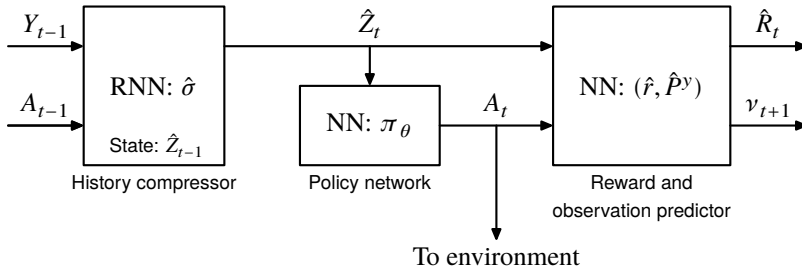 Y_{t−1}
Ẑ_t
R̂_t
RNN: σ̂
NN: (r̂, P̂^y)
A_{t−1}
NN: π_θ
A_t
ν_{t+1}
State: Ẑ_{t−1}
History compressor
Policy network
Reward and
observation predictor
To environment